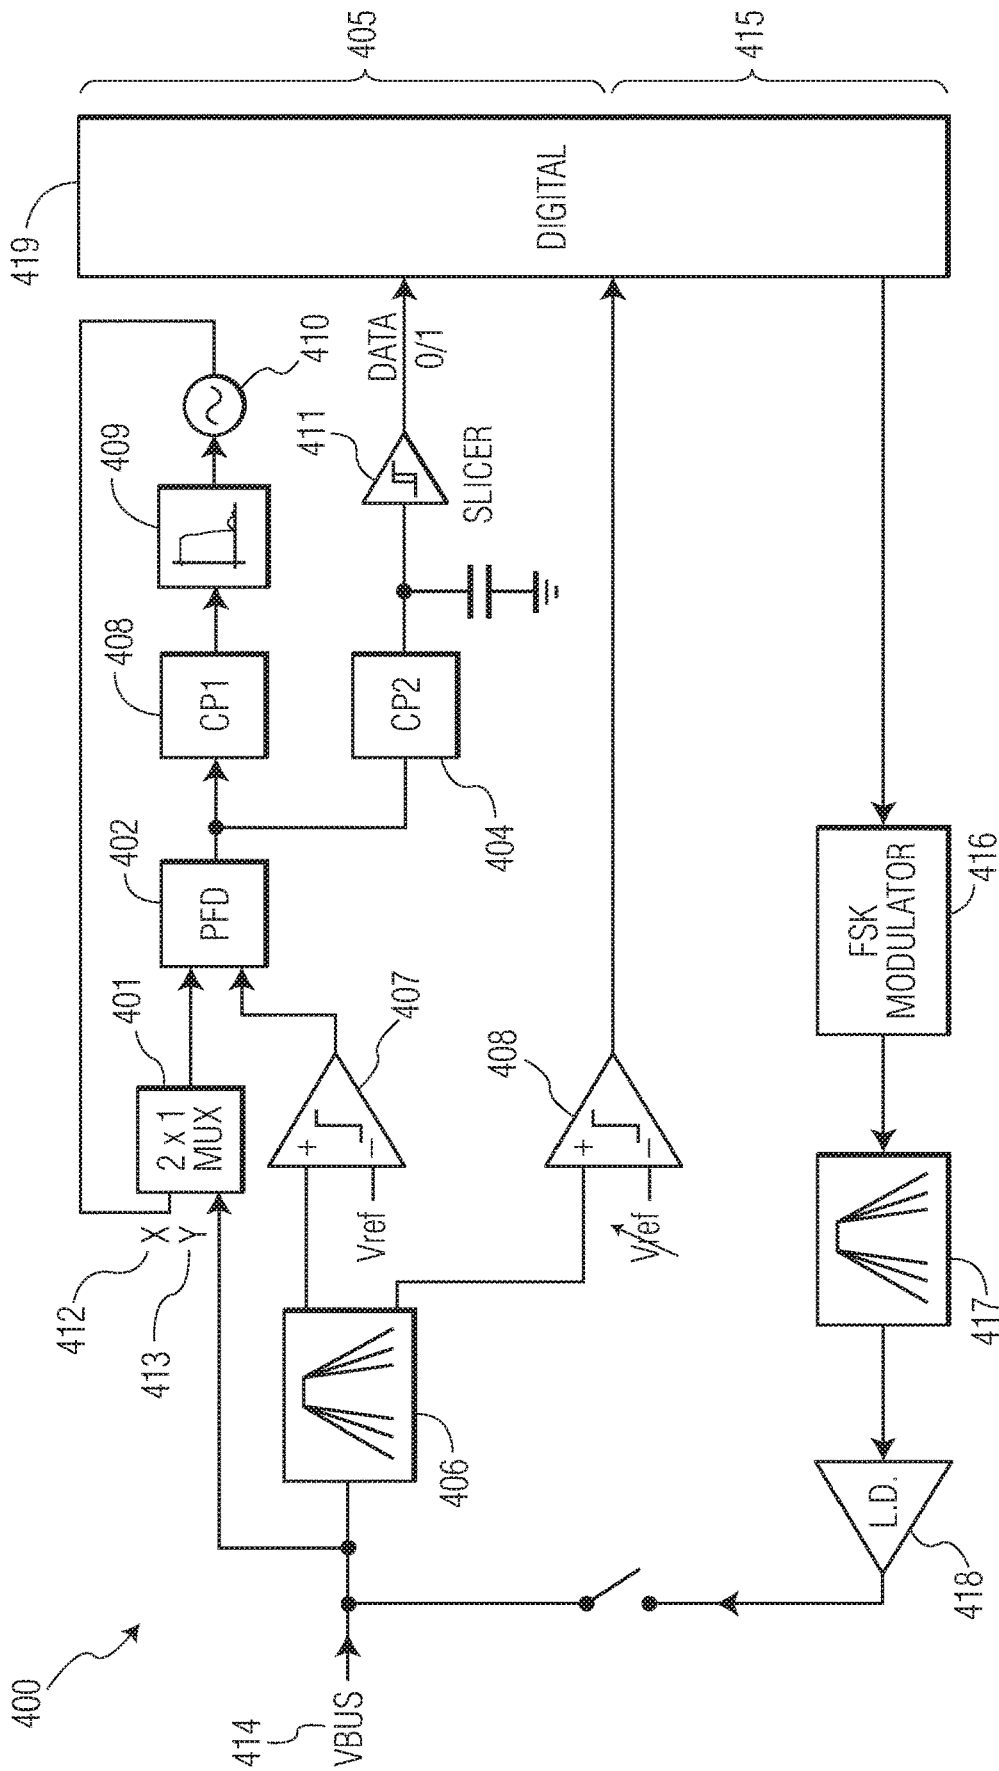 400
414
VBUS
412
X
413
Y
401
2 x 1
MUX
402
PFD
408
CP1
409
410
419
DIGITAL
405
415
406
Vref
+
−
407
404
CP2
411
SLICER
DATA
0/1
Vref
+
−
408
416
FSK
MODULATOR
417
418
L.D.